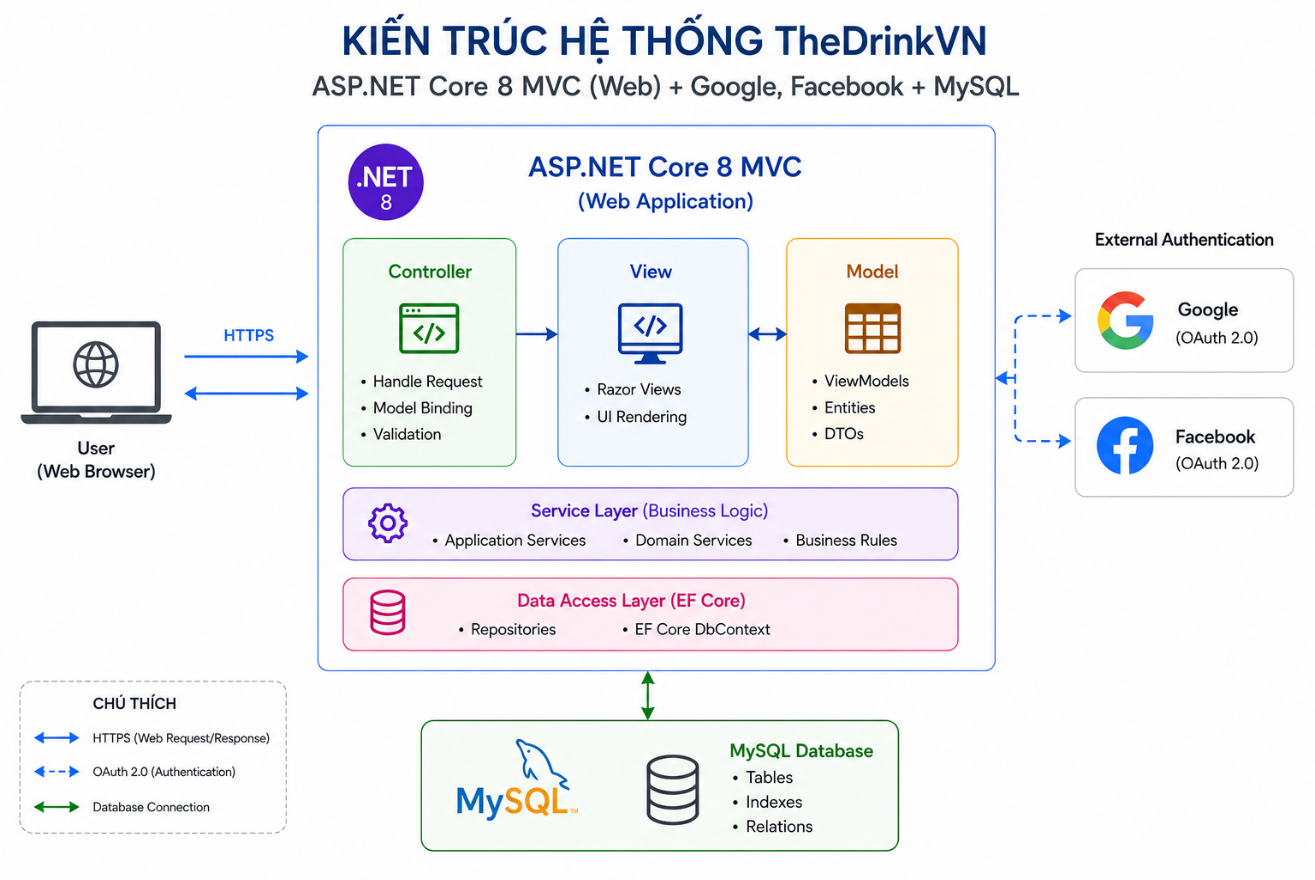 KIẾN TRÚC HỆ THỐNG TheDrinkVN
ASP.NET Core 8 MVC (Web) + Google, Facebook + MySQL
.NET
8
ASP.NET Core 8 MVC
(Web Application)
Controller
• Handle Request
• Model Binding
• Validation
View
• Razor Views
• UI Rendering
Model
• ViewModels
• Entities
• DTOs
HTTPS
User
(Web Browser)
External Authentication
Google
(OAuth 2.0)
Facebook
(OAuth 2.0)
Service Layer (Business Logic)
• Application Services • Domain Services • Business Rules
Data Access Layer (EF Core)
• Repositories • EF Core DbContext
CHÚ THÍCH
HTTPS (Web Request/Response)
OAuth 2.0 (Authentication)
Database Connection
MySQL™
MySQL Database
• Tables
• Indexes
• Relations